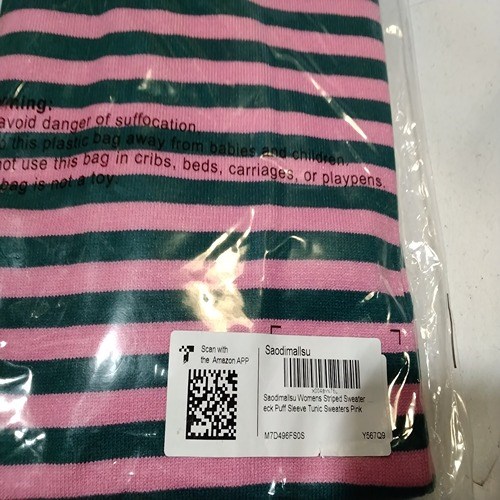 ning:
avoid danger of suffocation
this plastic bag away from babies and children,
not use this bag in cribs, beds, carriages, or playpens.
bag is not a toy
Scan with
the Amazon APP
Saodimallsu
Saodimallsu Womens Striped Sweater
eck Puff Sleeve Tunic Sweaters Pink
M7D496FS0S
Y567Q9